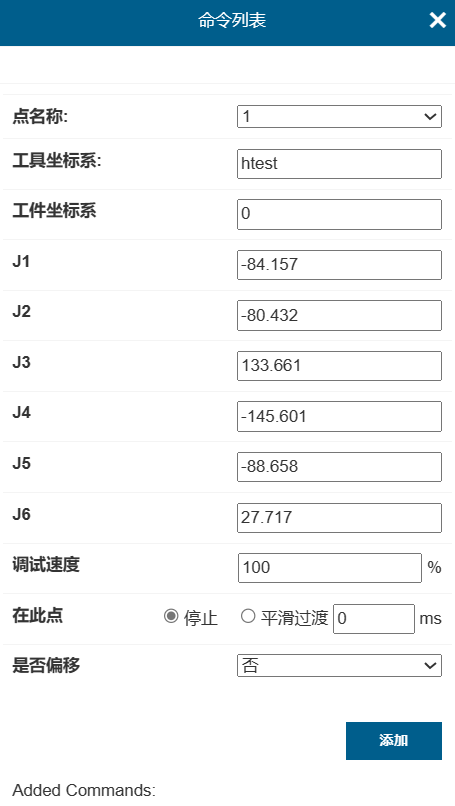 命令列表
点名称: 1
工具坐标系: htest
工件坐标系 0
J1 -84.157
J2 -80.432
J3 133.661
J4 -145.601
J5 -88.658
J6 27.717
调试速度 100 %
在此点 停止 平滑过渡 0 ms
是否偏移 否
添加
Added Commands: